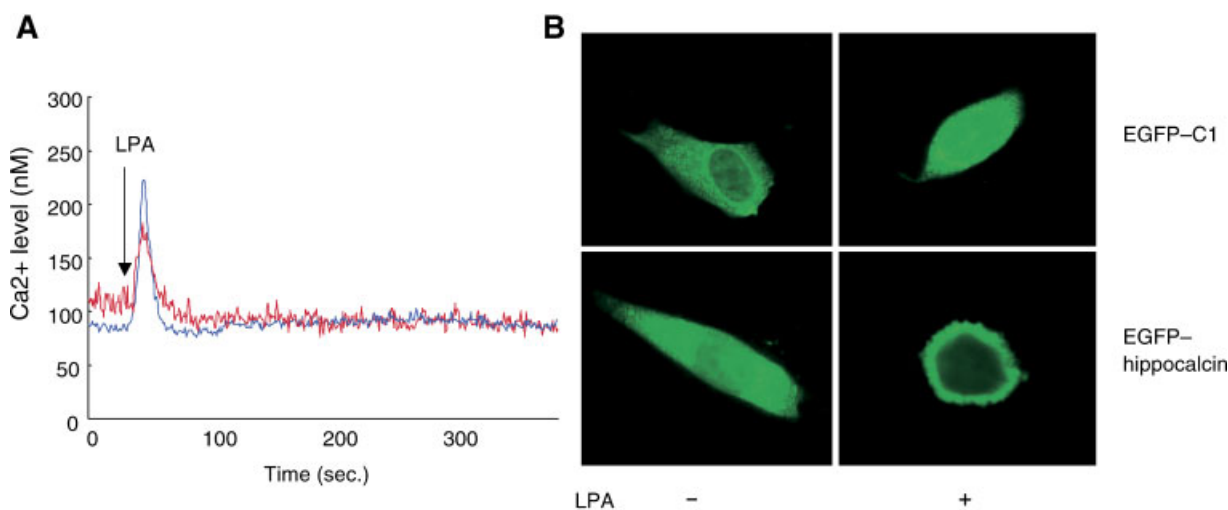 A
B
300
250
200
150
100
50
0
Ca2+ level (nM)
LPA
0 100 200 300
Time (sec.)
EGFP–C1
EGFP–
hippocalcin
LPA – +